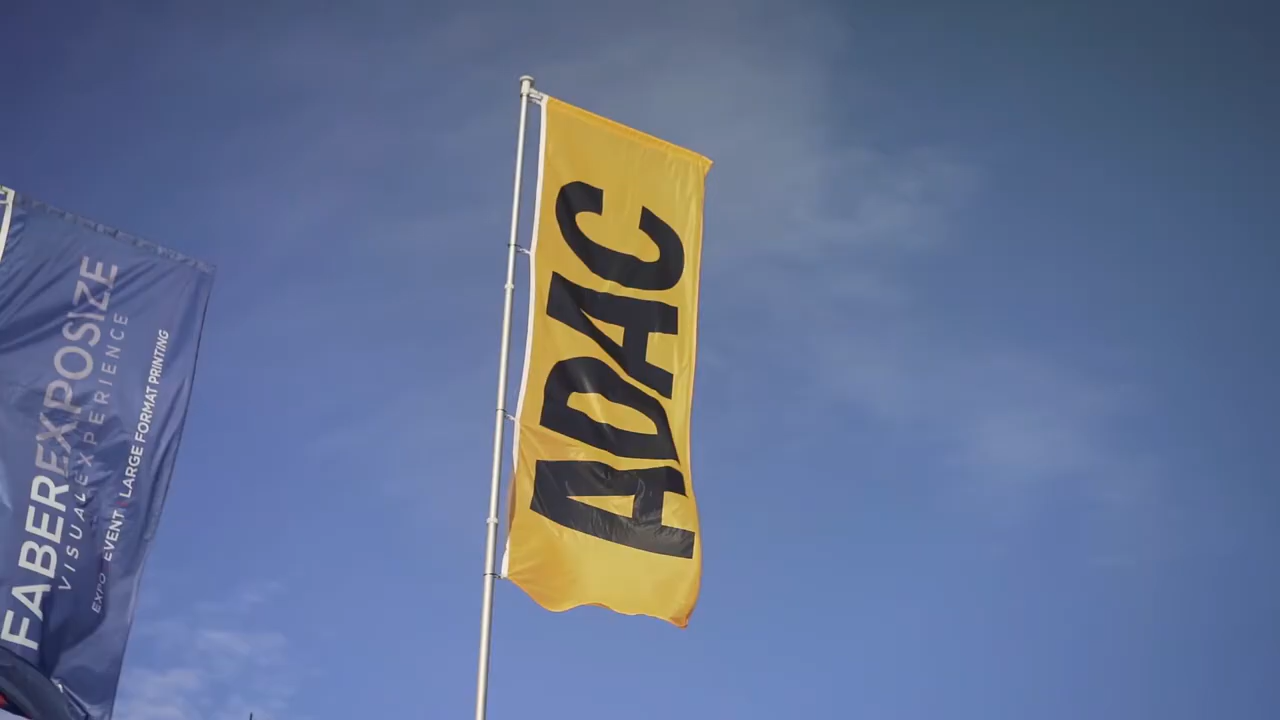 FABEREXPOSIZE
VISUAL EXPERIENCE
EXPO EVENT LARGE FORMAT PRINTING
ADAC